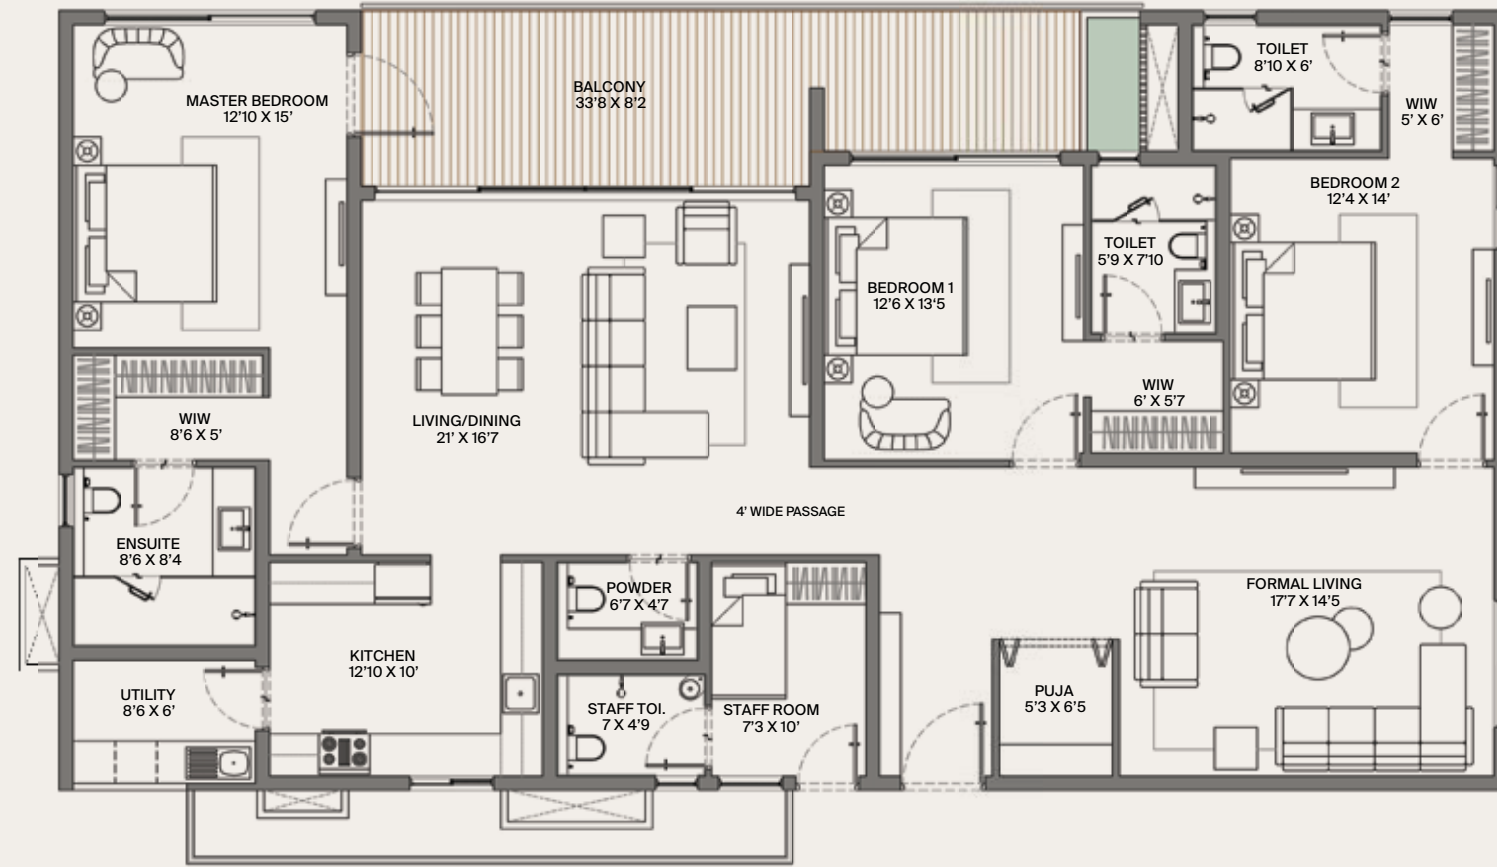 BALCONY
33'8 X 8'2
MASTER BEDROOM
12'10 X 15'
TOILET
8'10 X 6'
WIW
5' X 6'
BEDROOM 2
12'4 X 14'
TOILET
5'9 X 7'10
BEDROOM 1
12'6 X 13'5
WIW
6' X 5'7
WIW
8'6 X 5'
LIVING/DINING
21' X 16'7
4' WIDE PASSAGE
ENSUITE
8'6 X 8'4
POWDER
6'7 X 4'7
FORMAL LIVING
17'7 X 14'5
KITCHEN
12'10 X 10'
UTILITY
8'6 X 6'
STAFF TOI.
7 X 4'9
STAFF ROOM
7'3 X 10'
PUJA
5'3 X 6'5